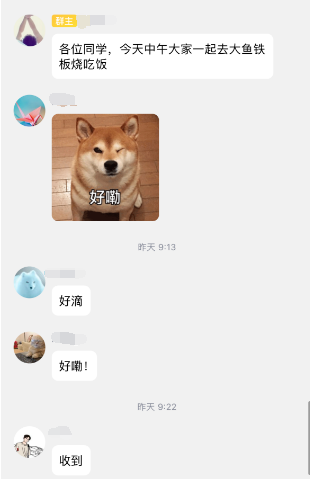 群主
各位同学，今天中午大家一起去大鱼铁
板烧吃饭
好嘞
昨天 9:13
好滴
好嘞！
昨天 9:22
收到